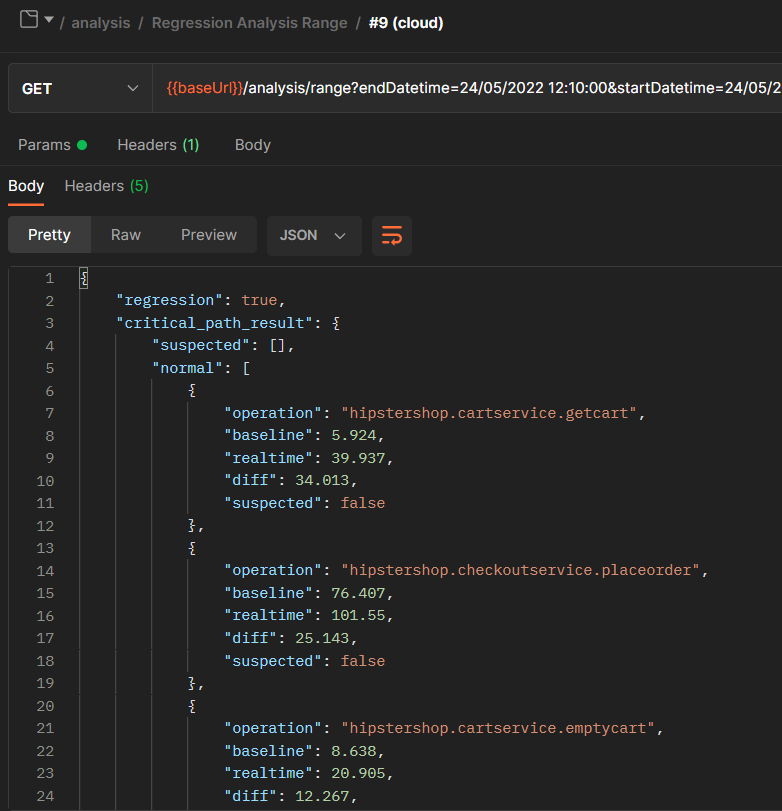 / analysis / Regression Analysis Range / #9 (cloud)
GET {{baseUrl}}/analysis/range?endDatetime=24/05/2022 12:10:00&startDatetime=24/05/2
Params Headers (1) Body
Body Headers (5)
Pretty Raw Preview JSON
1 {
2 "regression": true,
3 "critical_path_result": {
4 "suspected": [],
5 "normal": [
6 {
7 "operation": "hipstershop.cartservice.getcart",
8 "baseline": 5.924,
9 "realtime": 39.937,
10 "diff": 34.013,
11 "suspected": false
12 },
13 {
14 "operation": "hipstershop.checkoutservice.placeorder",
15 "baseline": 76.407,
16 "realtime": 101.55,
17 "diff": 25.143,
18 "suspected": false
19 },
20 {
21 "operation": "hipstershop.cartservice.emptycart",
22 "baseline": 8.638,
23 "realtime": 20.905,
24 "diff": 12.267,